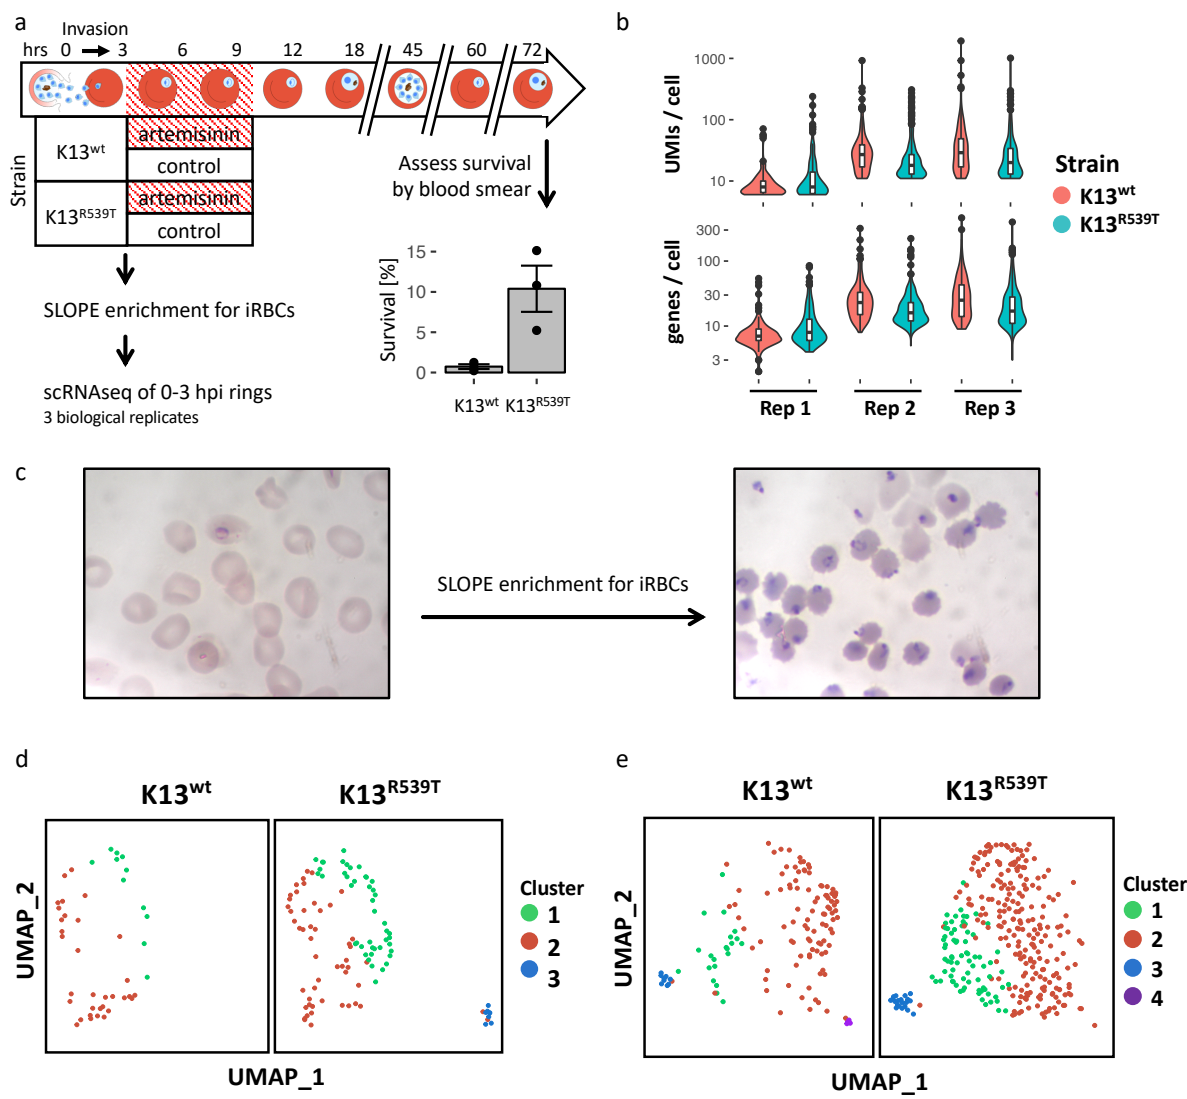 a
Invasion
hrs 0 3 6 9 12 18 45 60 72
Strain
K13wt
artemisinin
control
K13R539T
artemisinin
control
SLOPE enrichment for iRBCs
scRNAseq of 0-3 hpi rings
3 biological replicates
Assess survival
by blood smear
Survival [%]
15
10
5
0
K13wt K13R539T
b
UMIs / cell
1000
100
10
genes / cell
300
100
30
10
3
Rep 1 Rep 2 Rep 3
Strain
K13wt
K13R539T
c
SLOPE enrichment for iRBCs
d
K13wt K13R539T
UMAP_2
UMAP_1
Cluster
1
2
3
e
K13wt K13R539T
UMAP_2
UMAP_1
Cluster
1
2
3
4